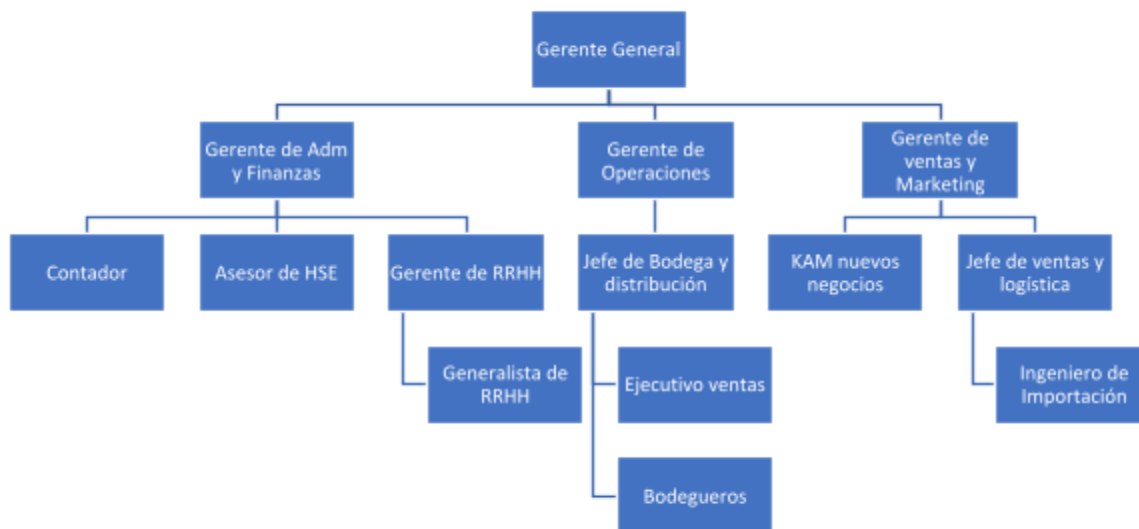 Gerente General
Gerente de Adm
y Finanzas
Gerente de
Operaciones
Gerente de
ventas y
Marketing
Contador
Asesor de HSE
Gerente de RRHH
Jefe de Bodega y
distribución
KAM nuevos
negocios
Jefe de ventas y
logística
Generalista de
RRHH
Ejecutivo ventas
Ingeniero de
Importación
Bodegueros